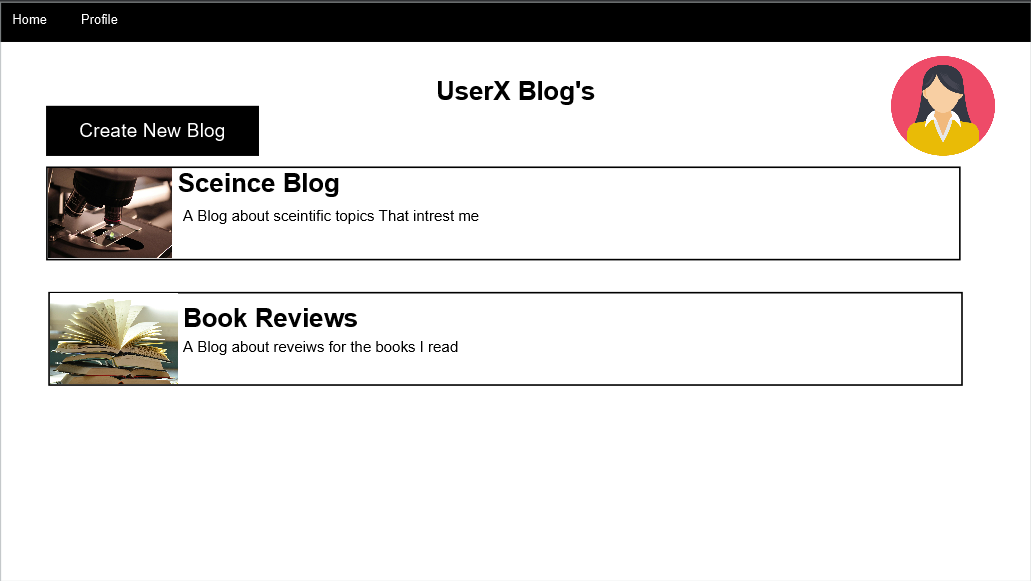 Home Profile
UserX Blog's
Create New Blog
Sceince Blog
A Blog about sceintific topics That intrest me
Book Reviews
A Blog about reveiws for the books I read